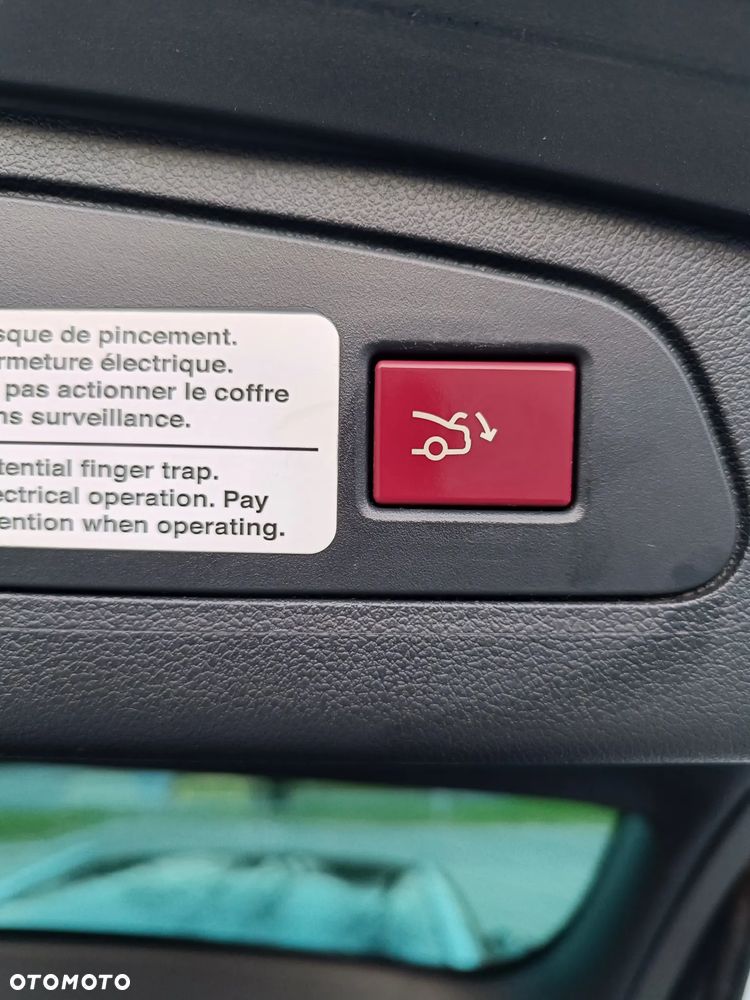 sque de pincement.
rmeture électrique.
pas actionner le coffre
ns surveillance.
tential finger trap.
ectrical operation. Pay
ention when operating.
OTOMOTO